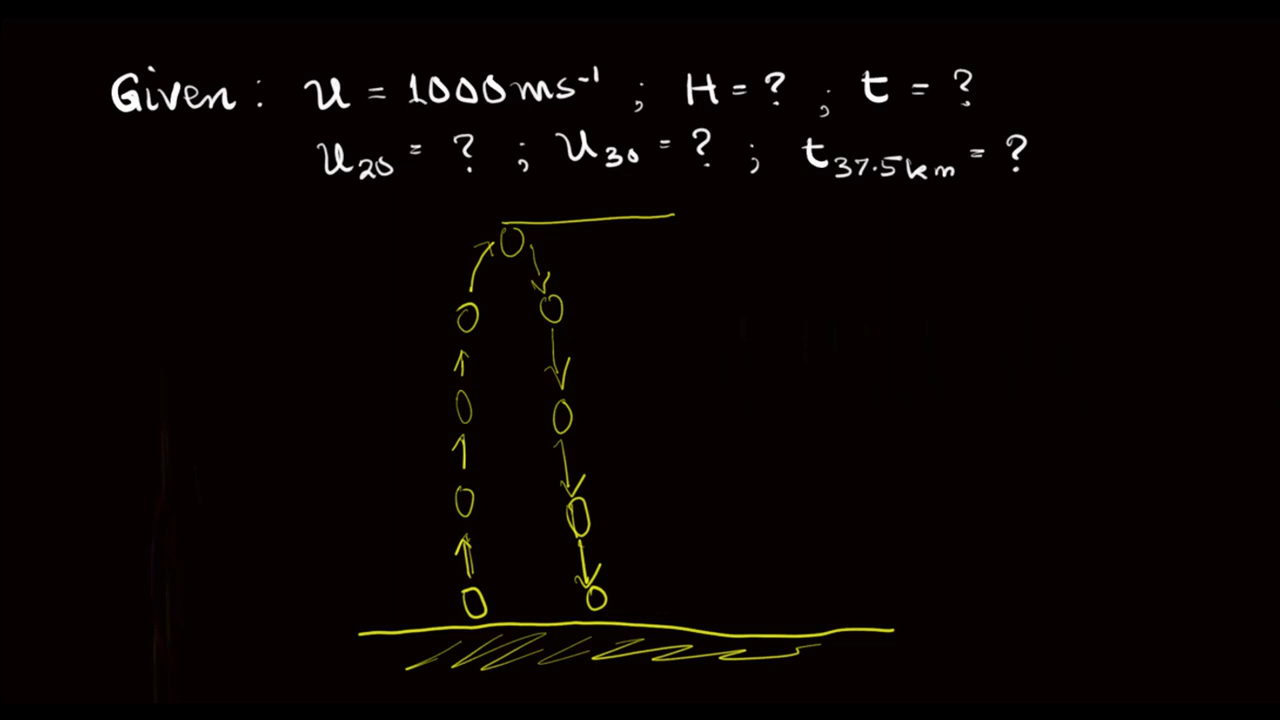 Given : u = 1000ms⁻¹ ; H = ? ; t = ?
u₂₀ = ? ; u₃₀ = ? ; t₃₇.₅ₖₘ = ?